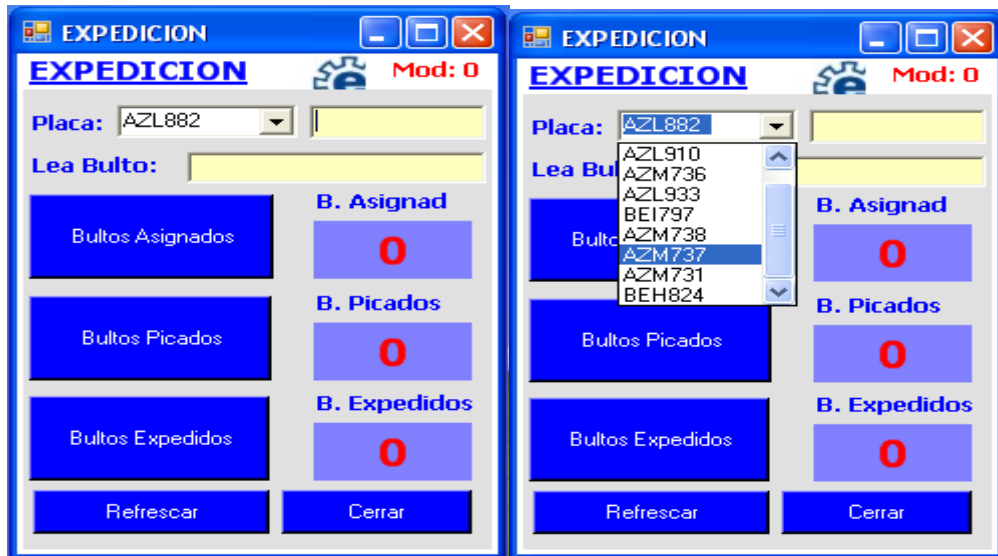 EXPEDICION
EXPEDICION
Mod: 0
Placa: AZL882
Lea Bulto:
Bultos Asignados
B. Asignad
0
Bultos Picados
B. Picados
0
Bultos Expedidos
B. Expedidos
0
Refrescar
Cerrar
EXPEDICION
EXPEDICION
Mod: 0
Placa: AZL882
Lea Bul
AZL910
AZM736
AZL933
BEI797
AZM738
AZM737
AZM731
BEH824
Bulto
B. Asignad
0
Bultos Picados
B. Picados
0
Bultos Expedidos
B. Expedidos
0
Refrescar
Cerrar